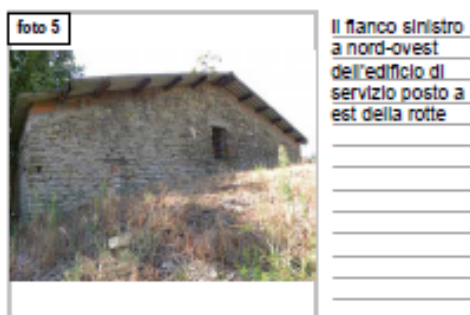 foto 5
Il fianco sinistro
a nord-ovest
dell'edificio di
servizio posto a
est della rotte